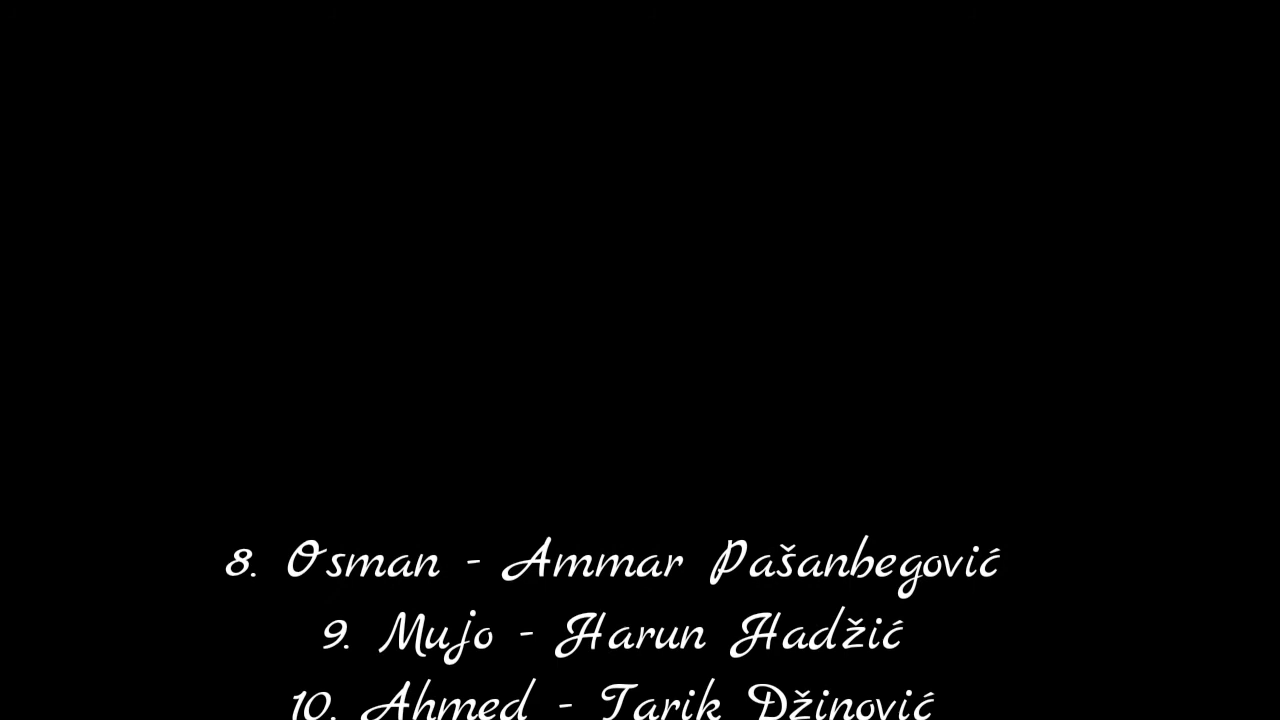 8. Osman - Ammar Pašanbegović
9. Mujo - Harun Hadžić
10. Ahmed - Tarik Džinović